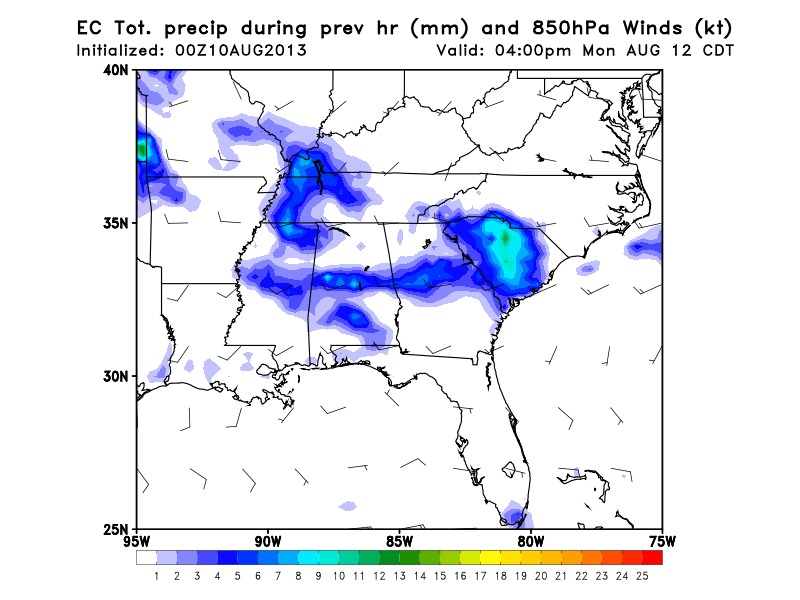 EC Tot. precip during prev hr (mm) and 850hPa Winds (kt)
Initialized: 00Z10AUG2013 Valid: 04:00pm Mon AUG 12 CDT
40N
35N
30N
25N
95W 90W 85W 80W 75W
1 2 3 4 5 6 7 8 9 10 11 12 13 14 15 16 17 18 19 20 21 22 23 24 25